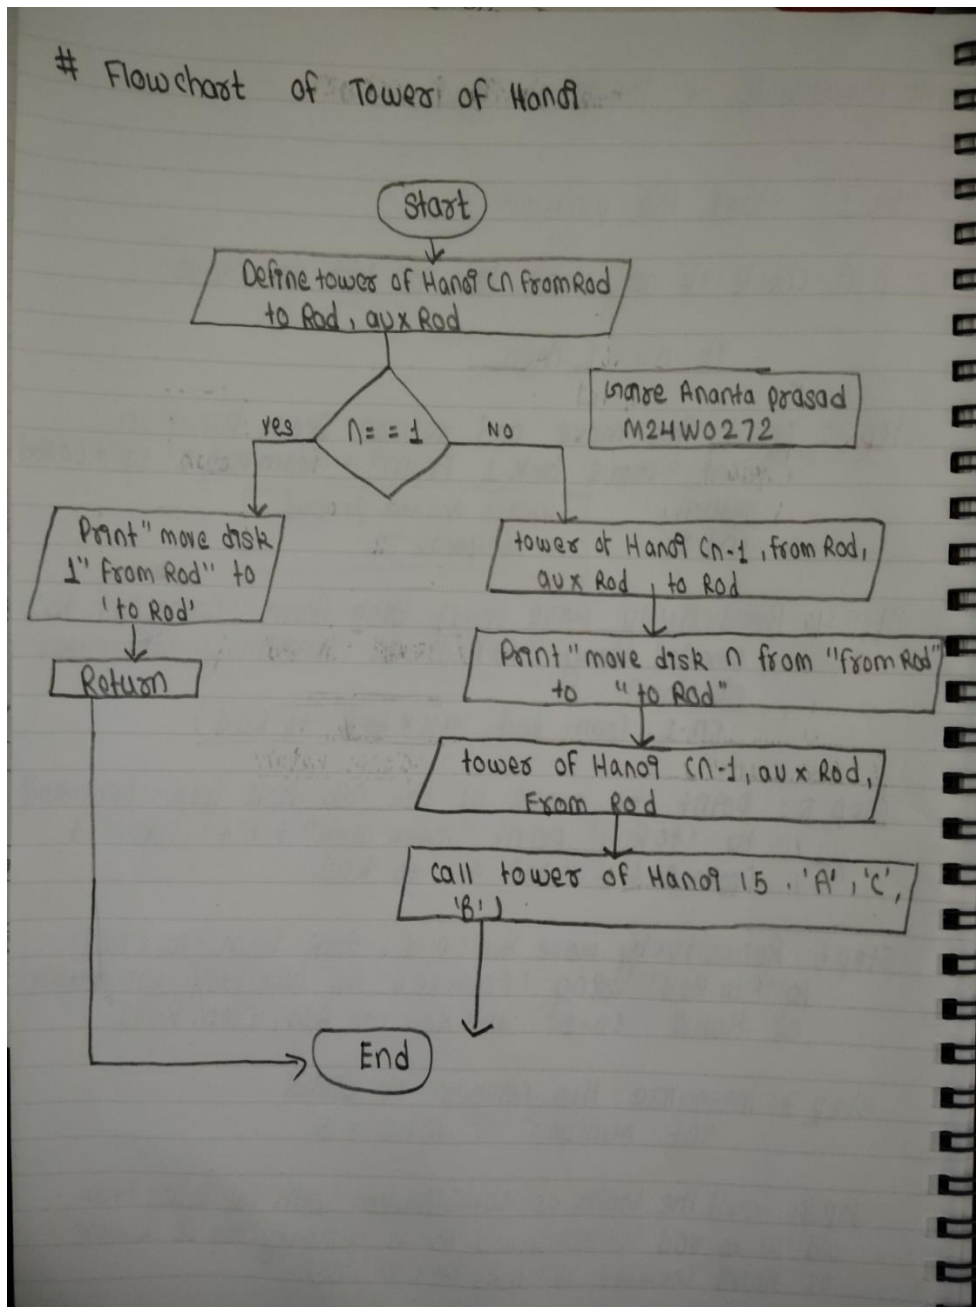 # Flowchart of Tower of Hanoi
Start
Define tower of Hanoi (n from Rod
to Rod, aux Rod
n = = 1
yes
NO
Ananta prasad
M24W0272
Print "move disk
1" from Rod" to
'to Rod'
Return
tower of Hanoi (n-1, from Rod,
aux Rod, to Rod
Print "move disk n from "from Rod"
to "to Rod"
tower of Hanoi (n-1, aux Rod,
From Rod
call tower of Hanoi 15, 'A', 'C',
'B')
End